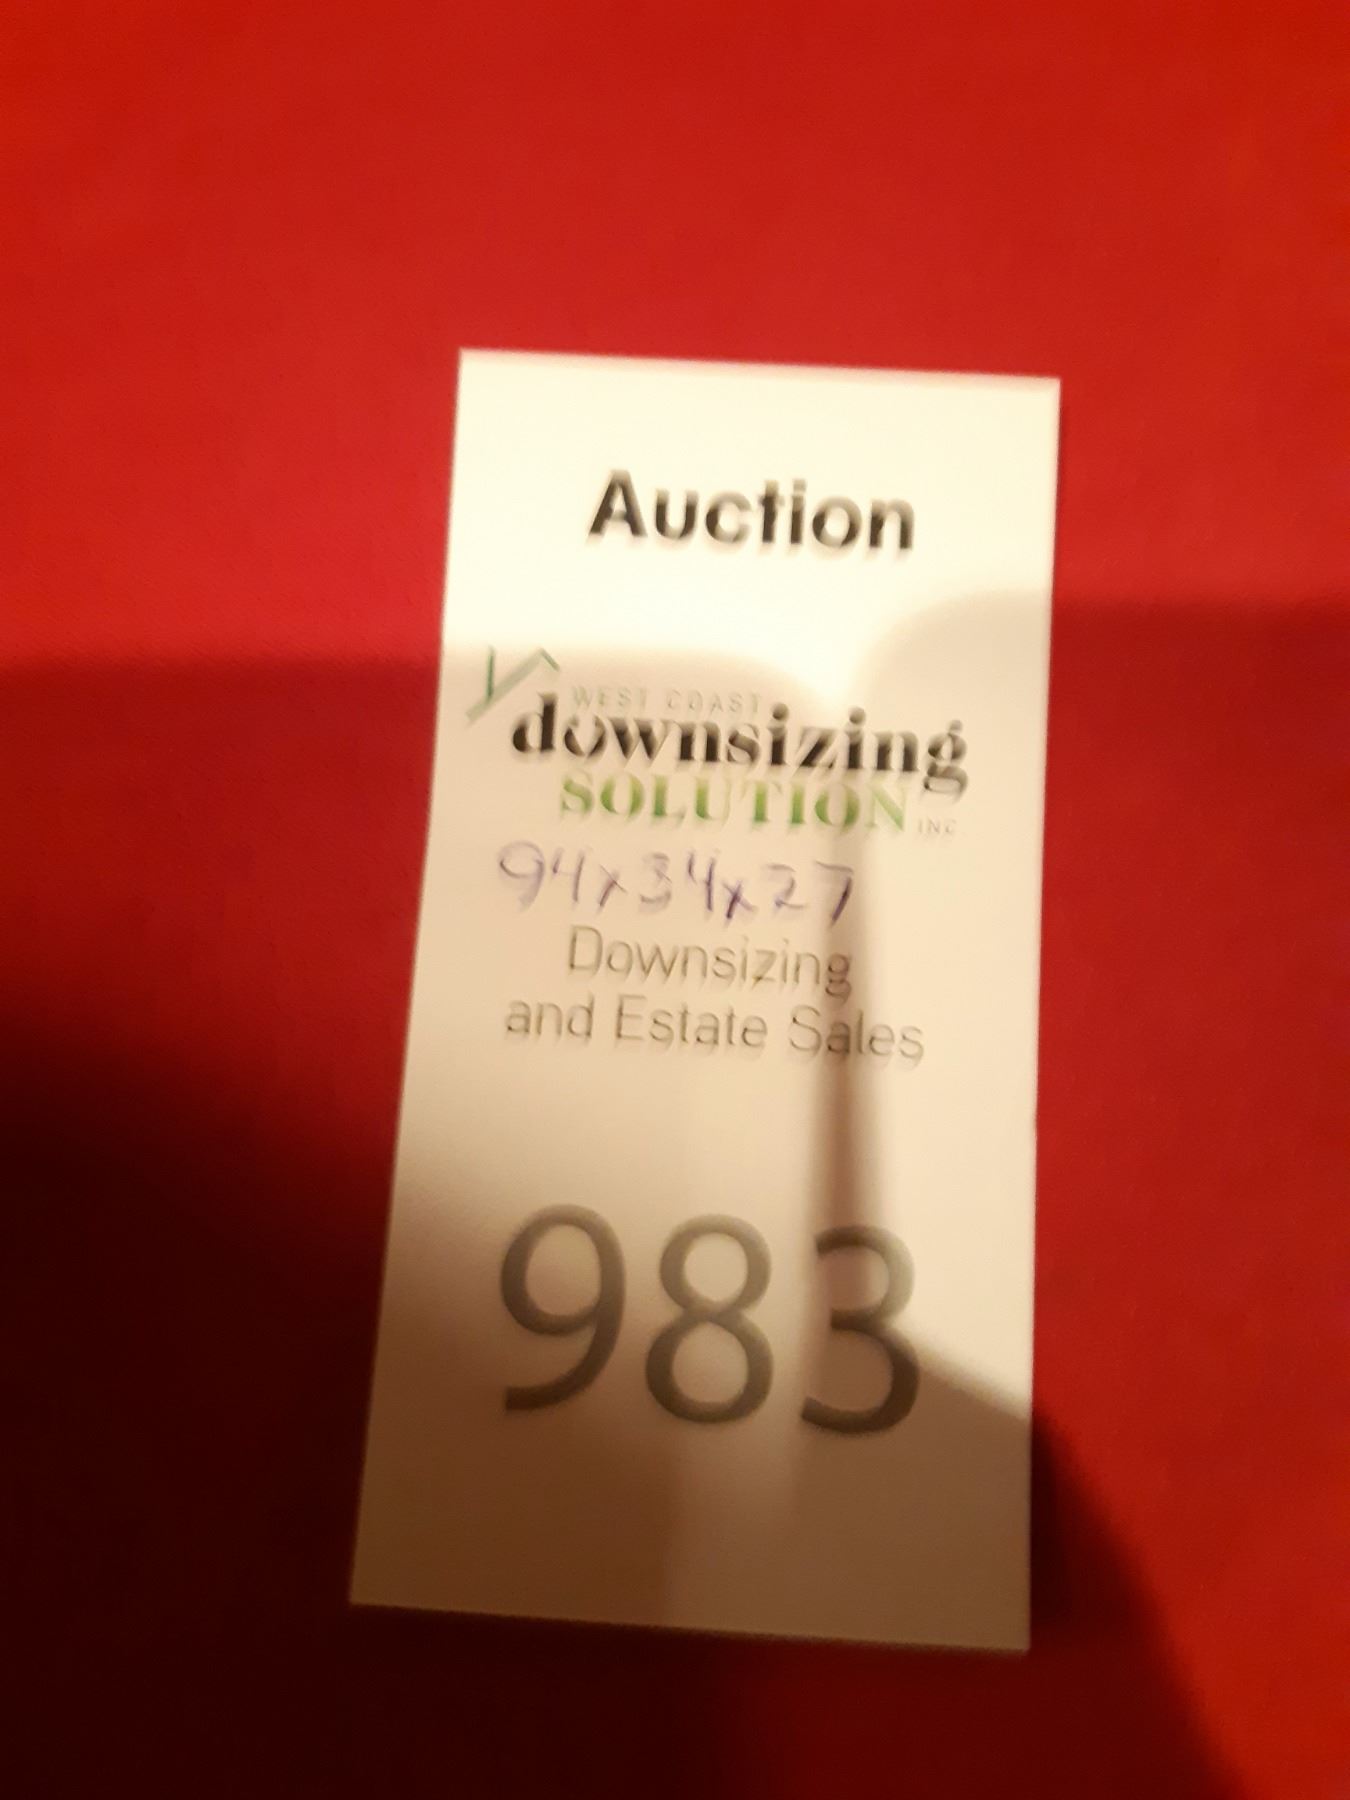 Auction
WEST COAST
downsizing
SOLUTION INC.
94x34x27
Downsizing
and Estate Sales
983